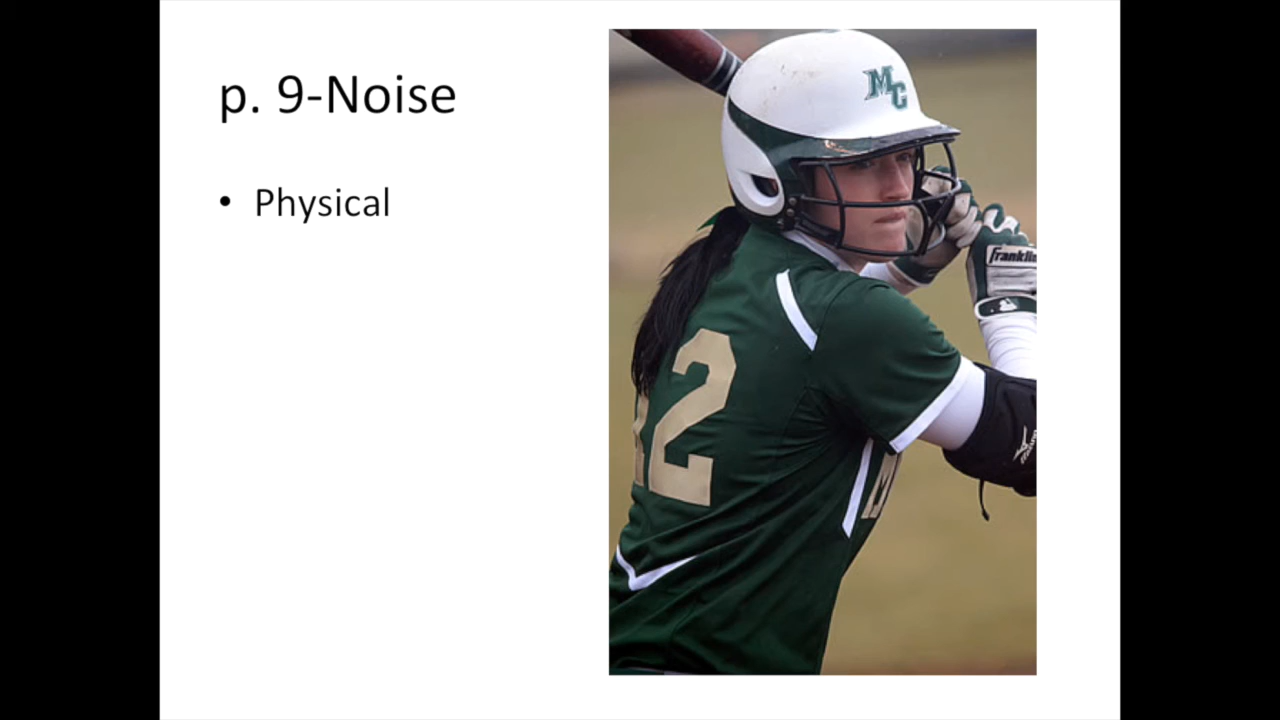 p. 9-Noise
• Physical
MC
Franklin
12